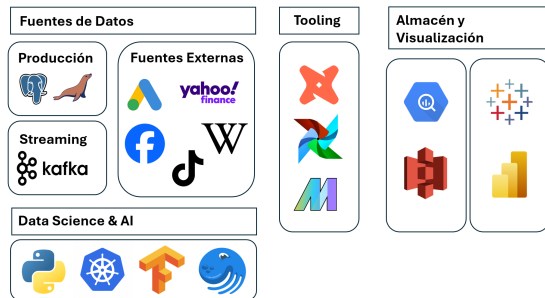 Fuentes de Datos
Producción
Streaming
kafka
Fuentes Externas
yahoo!
finance
W
Tooling
Almacén y
Visualización
Data Science & AI